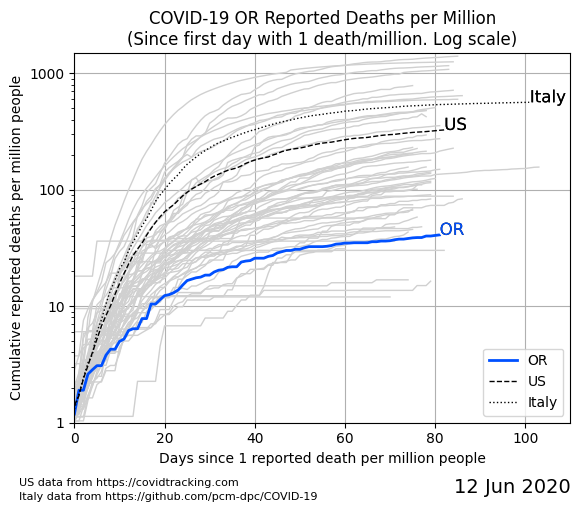 COVID-19 OR Reported Deaths per Million
(Since first day with 1 death/million. Log scale)
Cumulative reported deaths per million people
1000
100
10
1
Italy
US
OR
OR
US
Italy
0 20 40 60 80 100
Days since 1 reported death per million people
US data from https://covidtracking.com
Italy data from https://github.com/pcm-dpc/COVID-19
12 Jun 2020